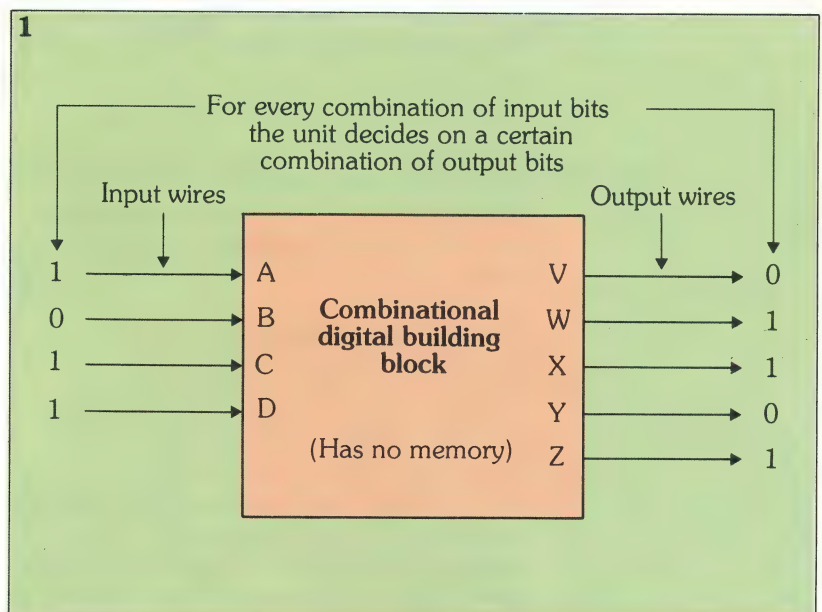 1
For every combination of input bits
the unit decides on a certain
combination of output bits
Input wires
Output wires
1 A V 0
0 B Combinational W 1
digital building
1 C block X 1
1 D Y 0
(Has no memory) Z 1